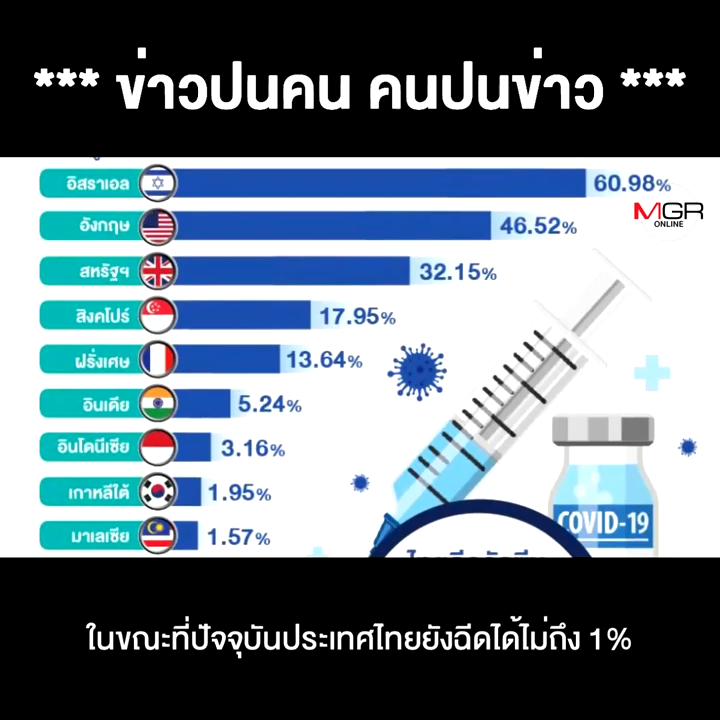 *** ข่าวปนคน คนปนข่าว ***
อิสราเอล 60.98%
MGR
ONLINE
อังกฤษ 46.52%
สหรัฐฯ 32.15%
สิงคโปร์ 17.95%
ฝรั่งเศษ 13.64%
อินเดีย 5.24%
อินโดนีเซีย 3.16%
เกาหลีใต้ 1.95%
มาเลเซีย 1.57%
COVID-19
ในขณะที่ปัจจุบันประเทศไทยยังฉีดได้ไม่ถึง 1%